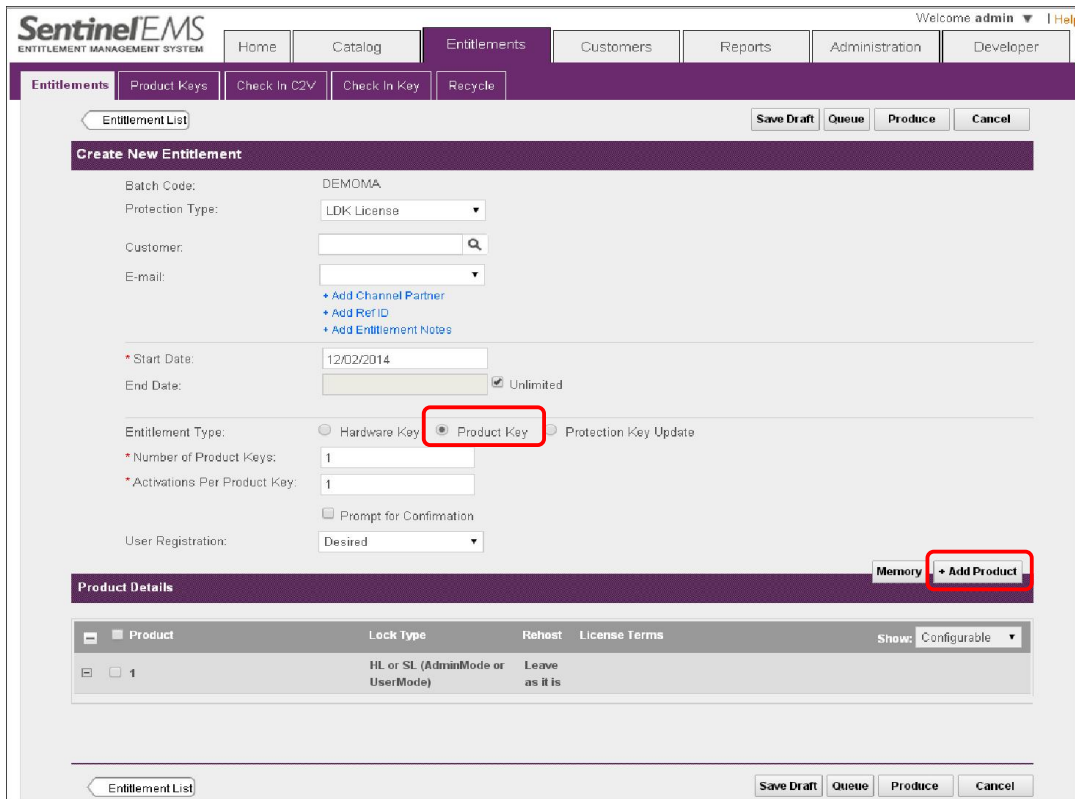 Welcome admin ▼ | Help
Sentinel EMS
ENTITLEMENT MANAGEMENT SYSTEM
Home Catalog Entitlements Customers Reports Administration Developer
Entitlements Product Keys Check In C2V Check In Key Recycle
Entitlement List Save Draft Queue Produce Cancel
Create New Entitlement
Batch Code: DEMOMA
Protection Type: LDK License
Customer:
E-mail:
+ Add Channel Partner
+ Add Ref ID
+ Add Entitlement Notes
* Start Date: 12/02/2014
End Date: Unlimited
Entitlement Type: Hardware Key Product Key Protection Key Update
* Number of Product Keys: 1
* Activations Per Product Key: 1
Prompt for Confirmation
User Registration: Desired
Memory + Add Product
Product Details
Product Lock Type Rehost License Terms Show: Configurable
1 HL or SL (AdminMode or Leave
UserMode) as it is
Entitlement List Save Draft Queue Produce Cancel